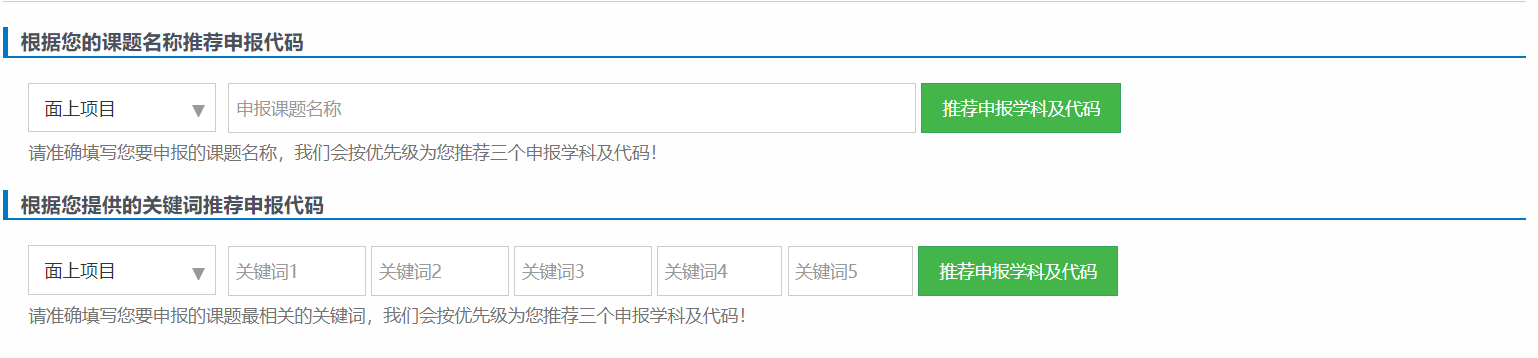 根据您的课题名称推荐申报代码
面上项目 ▼ 申报课题名称 推荐申报学科及代码
请准确填写您要申报的课题名称，我们会按优先级为您推荐三个申报学科及代码！
根据您提供的关键词推荐申报代码
面上项目 ▼ 关键词1 关键词2 关键词3 关键词4 关键词5 推荐申报学科及代码
请准确填写您要申报的课题最相关的关键词，我们会按优先级为您推荐三个申报学科及代码！